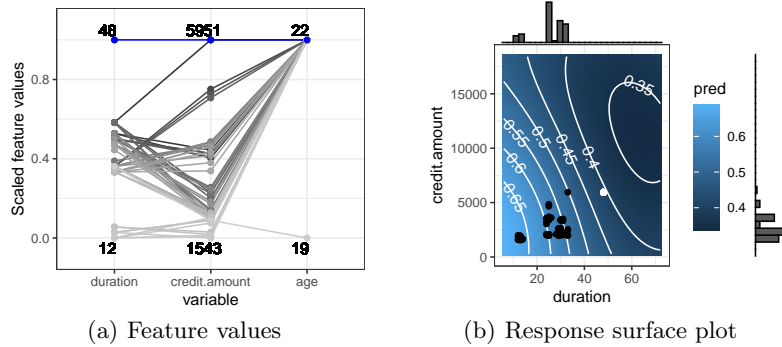 48 5951 22
0.8
0.4
0.0
Scaled feature values
12 1543 19
duration credit.amount age
variable
(a) Feature values
15000
10000
5000
0
credit.amount
0.35
0.4
0.45
0.5
0.55
0.6
0.65
20 40 60
duration
pred
0.6
0.5
0.4
(b) Response surface plot